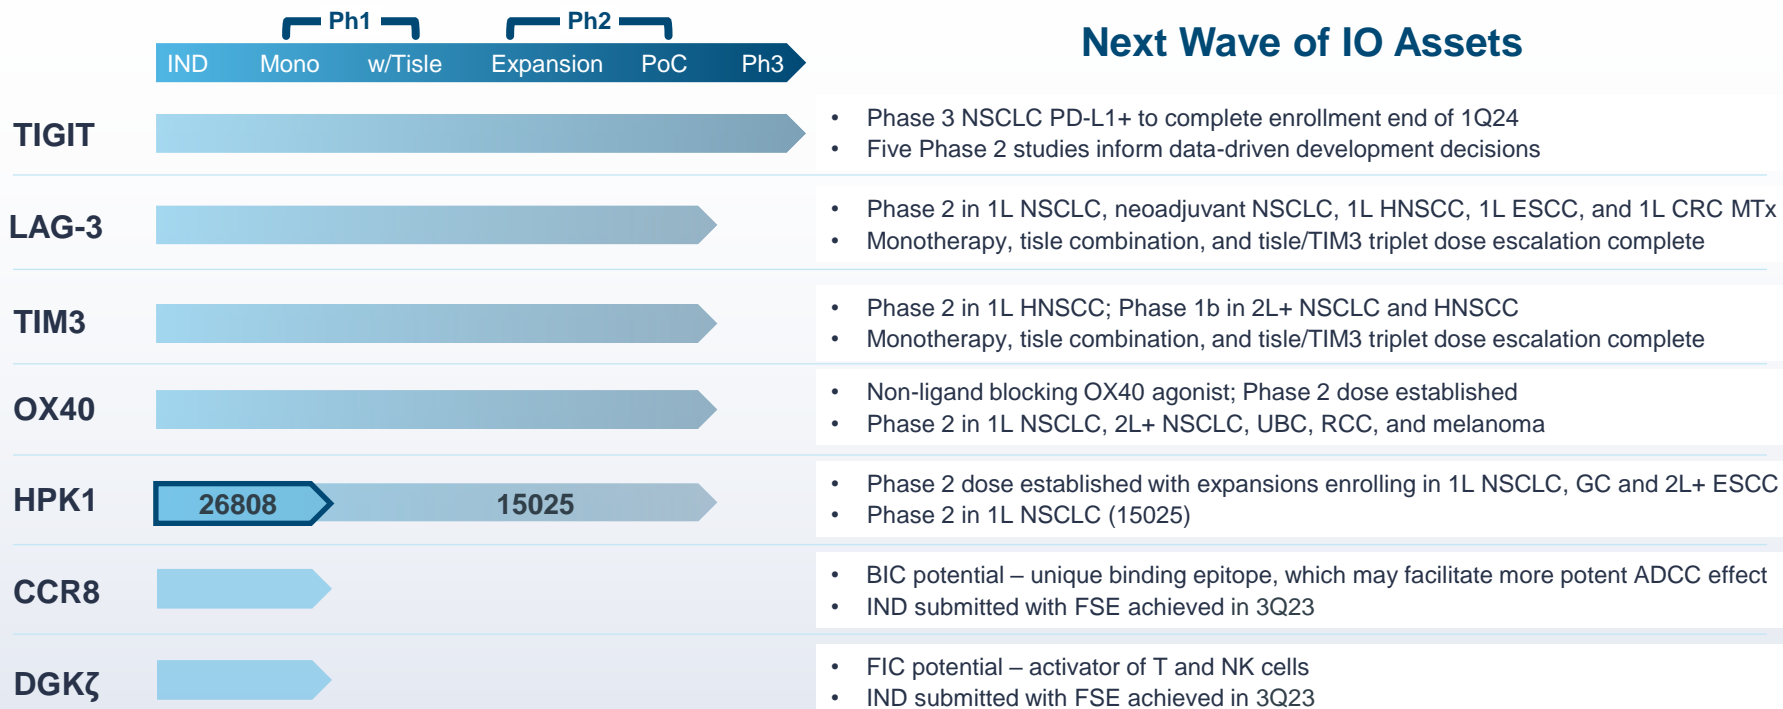 Ph1
Ph2
Next Wave of IO Assets
IND Mono w/Tisle Expansion PoC Ph3
TIGIT
• Phase 3 NSCLC PD-L1+ to complete enrollment end of 1Q24
• Five Phase 2 studies inform data-driven development decisions
LAG-3
• Phase 2 in 1L NSCLC, neoadjuvant NSCLC, 1L HNSCC, 1L ESCC, and 1L CRC MTx
• Monotherapy, tisle combination, and tisle/TIM3 triplet dose escalation complete
TIM3
• Phase 2 in 1L HNSCC; Phase 1b in 2L+ NSCLC and HNSCC
• Monotherapy, tisle combination, and tisle/TIM3 triplet dose escalation complete
OX40
• Non-ligand blocking OX40 agonist; Phase 2 dose established
• Phase 2 in 1L NSCLC, 2L+ NSCLC, UBC, RCC, and melanoma
HPK1
26808
15025
• Phase 2 dose established with expansions enrolling in 1L NSCLC, GC and 2L+ ESCC
• Phase 2 in 1L NSCLC (15025)
CCR8
• BIC potential – unique binding epitope, which may facilitate more potent ADCC effect
• IND submitted with FSE achieved in 3Q23
DGKζ
• FIC potential – activator of T and NK cells
• IND submitted with FSE achieved in 3Q23